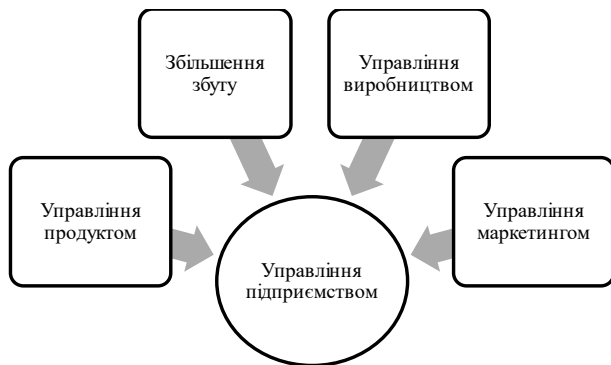 Збільшення
збуту
Управління
виробництвом
Управління
продуктом
Управління
маркетингом
Управління
підприємством